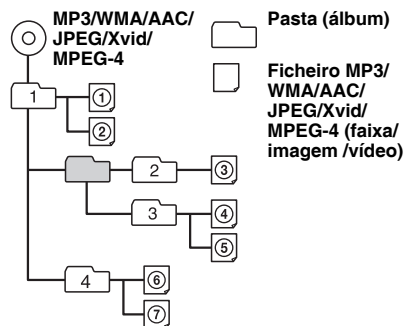 MP3/WMA/AAC/
JPEG/Xvid/
MPEG-4
Pasta (álbum)
Ficheiro MP3/
WMA/AAC/
JPEG/Xvid/
MPEG-4 (faixa/
imagem /vídeo)
1
①
②
2
③
3
④
⑤
4
⑥
⑦